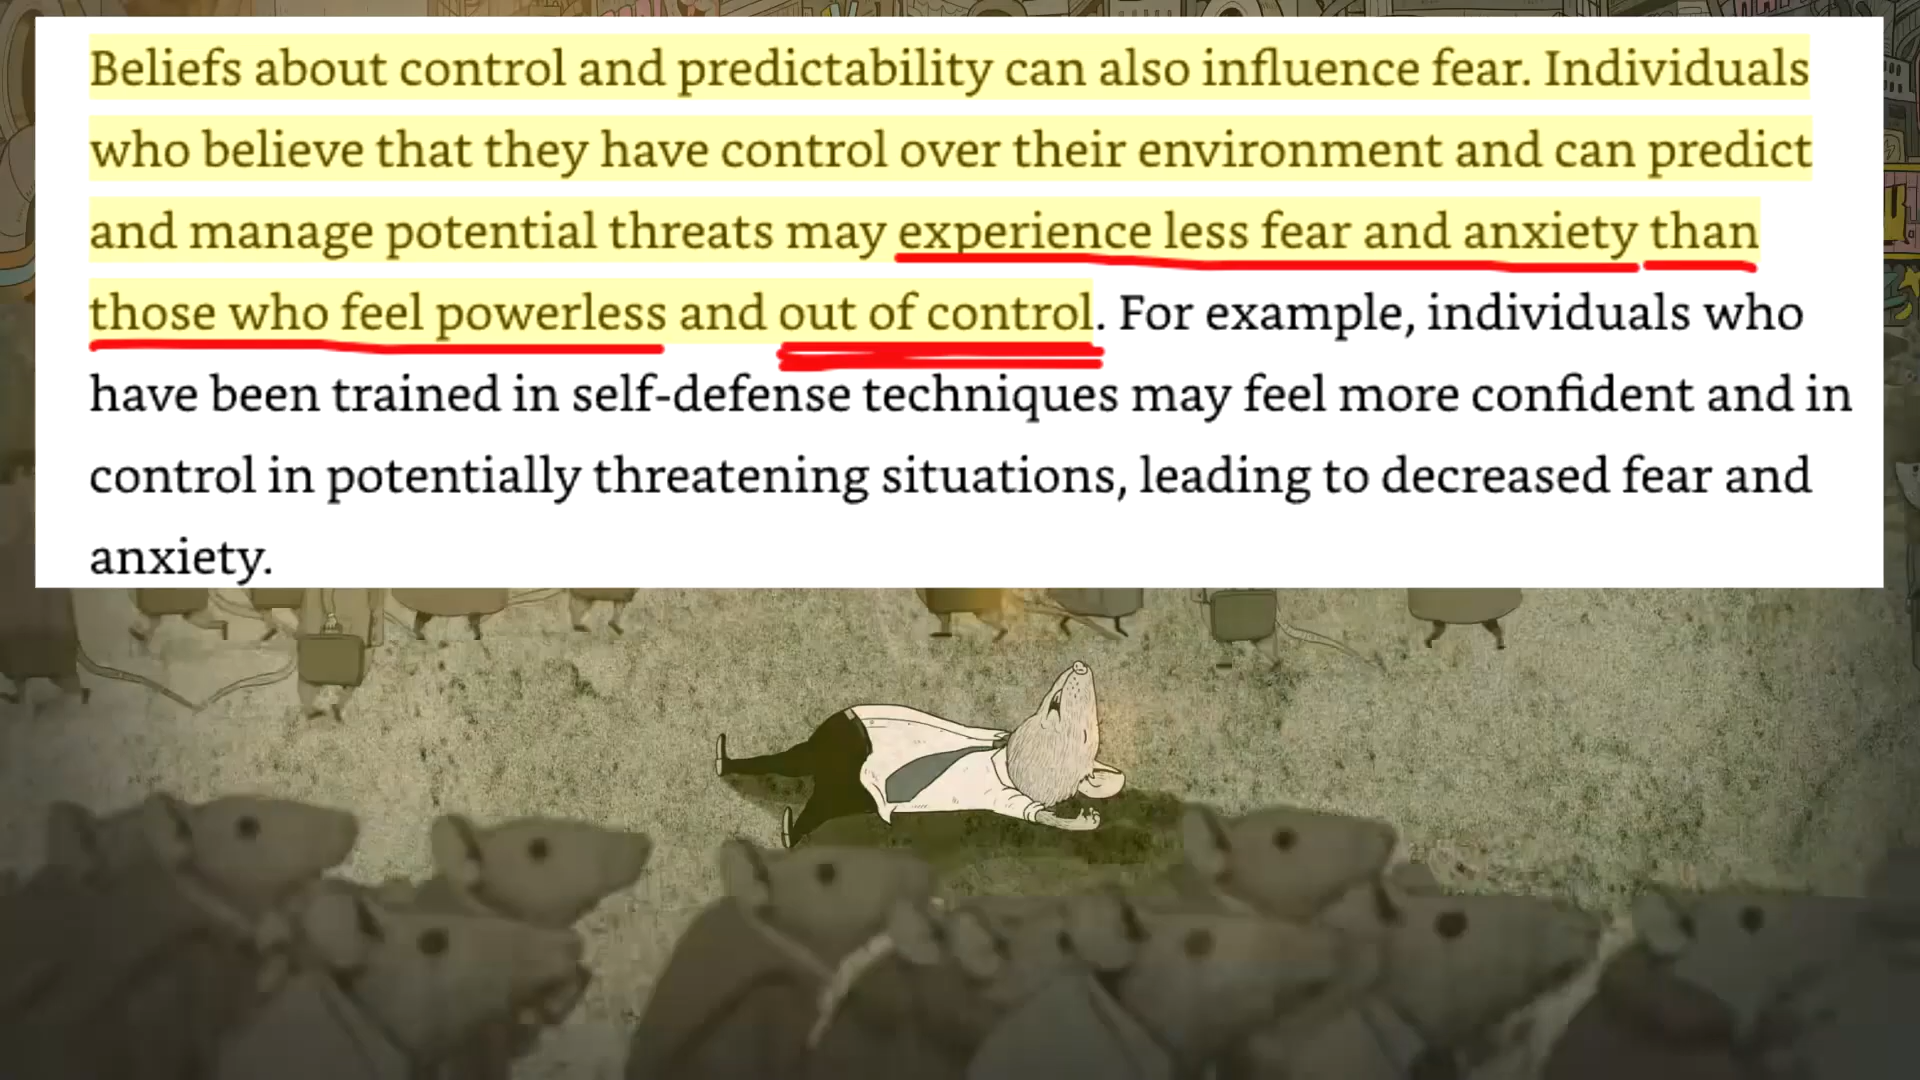 Beliefs about control and predictability can also influence fear. Individuals
who believe that they have control over their environment and can predict
and manage potential threats may experience less fear and anxiety than
those who feel powerless and out of control. For example, individuals who
have been trained in self-defense techniques may feel more confident and in
control in potentially threatening situations, leading to decreased fear and
anxiety.